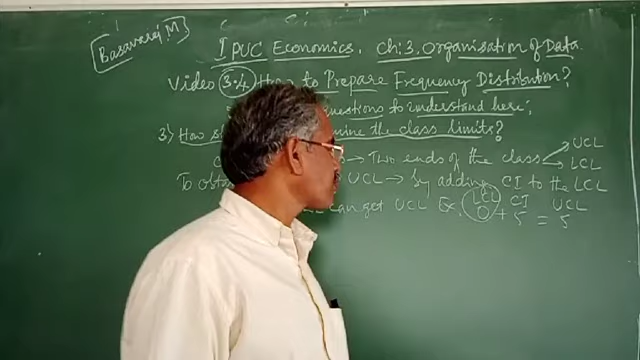 Basavaraj M
I PUC Economics. Ch: 3. Organisation of Data.
Video 3.4 How to Prepare Frequency Distribution?
questions to understand here;
3) How the class limits?
→ Two ends of the class UCL
LCL
To UCL → by adding CI to the LCL
can get UCL Ex. LCL CI UCL
0 + 5 = 5